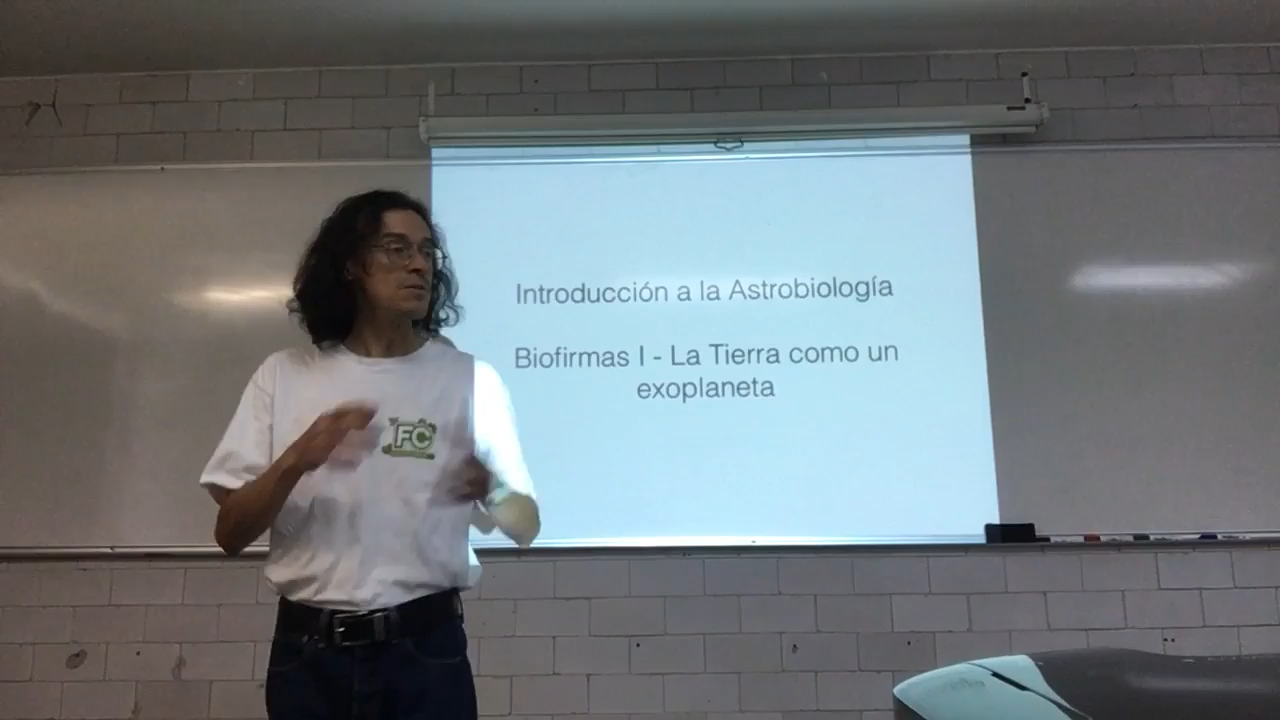 Introducción a la Astrobiología
Biofirmas I - La Tierra como un
exoplaneta
FC